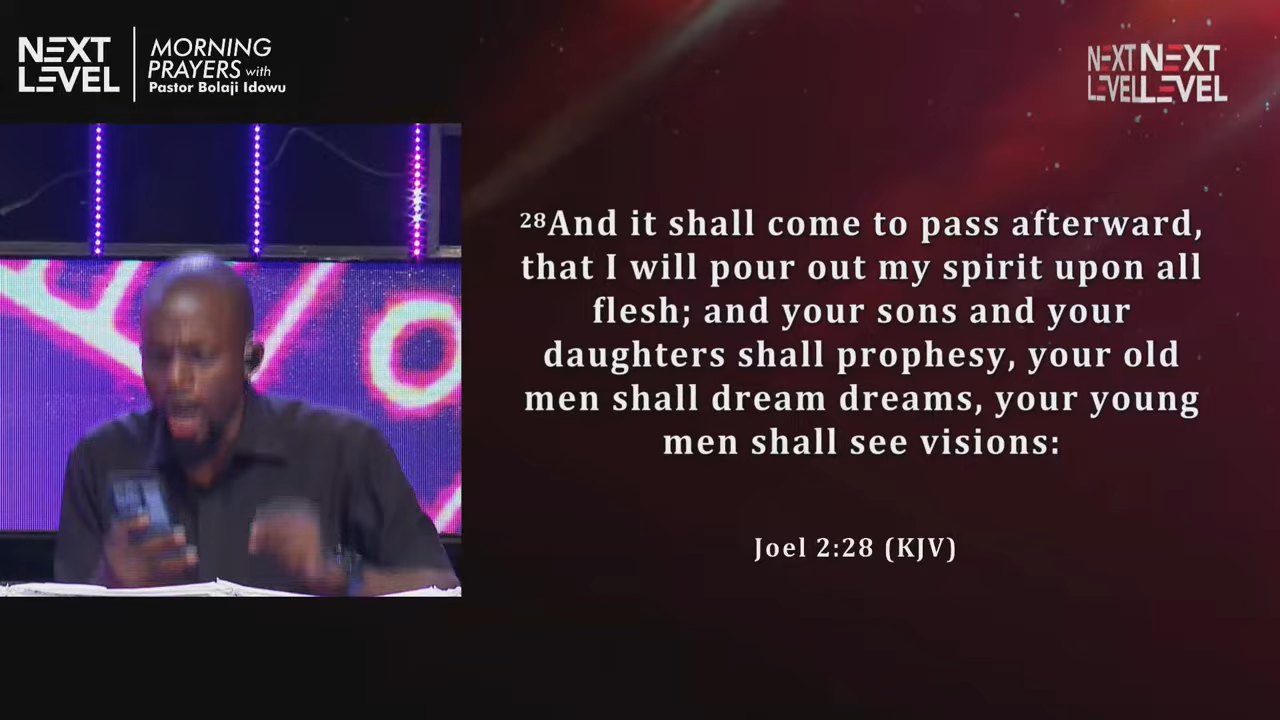 NEXT
LEVEL
MORNING
PRAYERS with
Pastor Bolaji Idowu
NEXT NEXT
LEVEL LEVEL
28And it shall come to pass afterward,
that I will pour out my spirit upon all
flesh; and your sons and your
daughters shall prophesy, your old
men shall dream dreams, your young
men shall see visions:
Joel 2:28 (KJV)